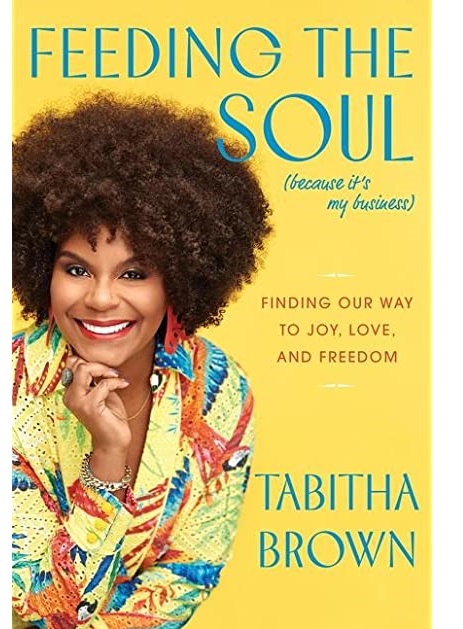 FEEDING THE
SOUL
(because it's
my business)
FINDING OUR WAY
TO JOY, LOVE,
AND FREEDOM
TABITHA
BROWN